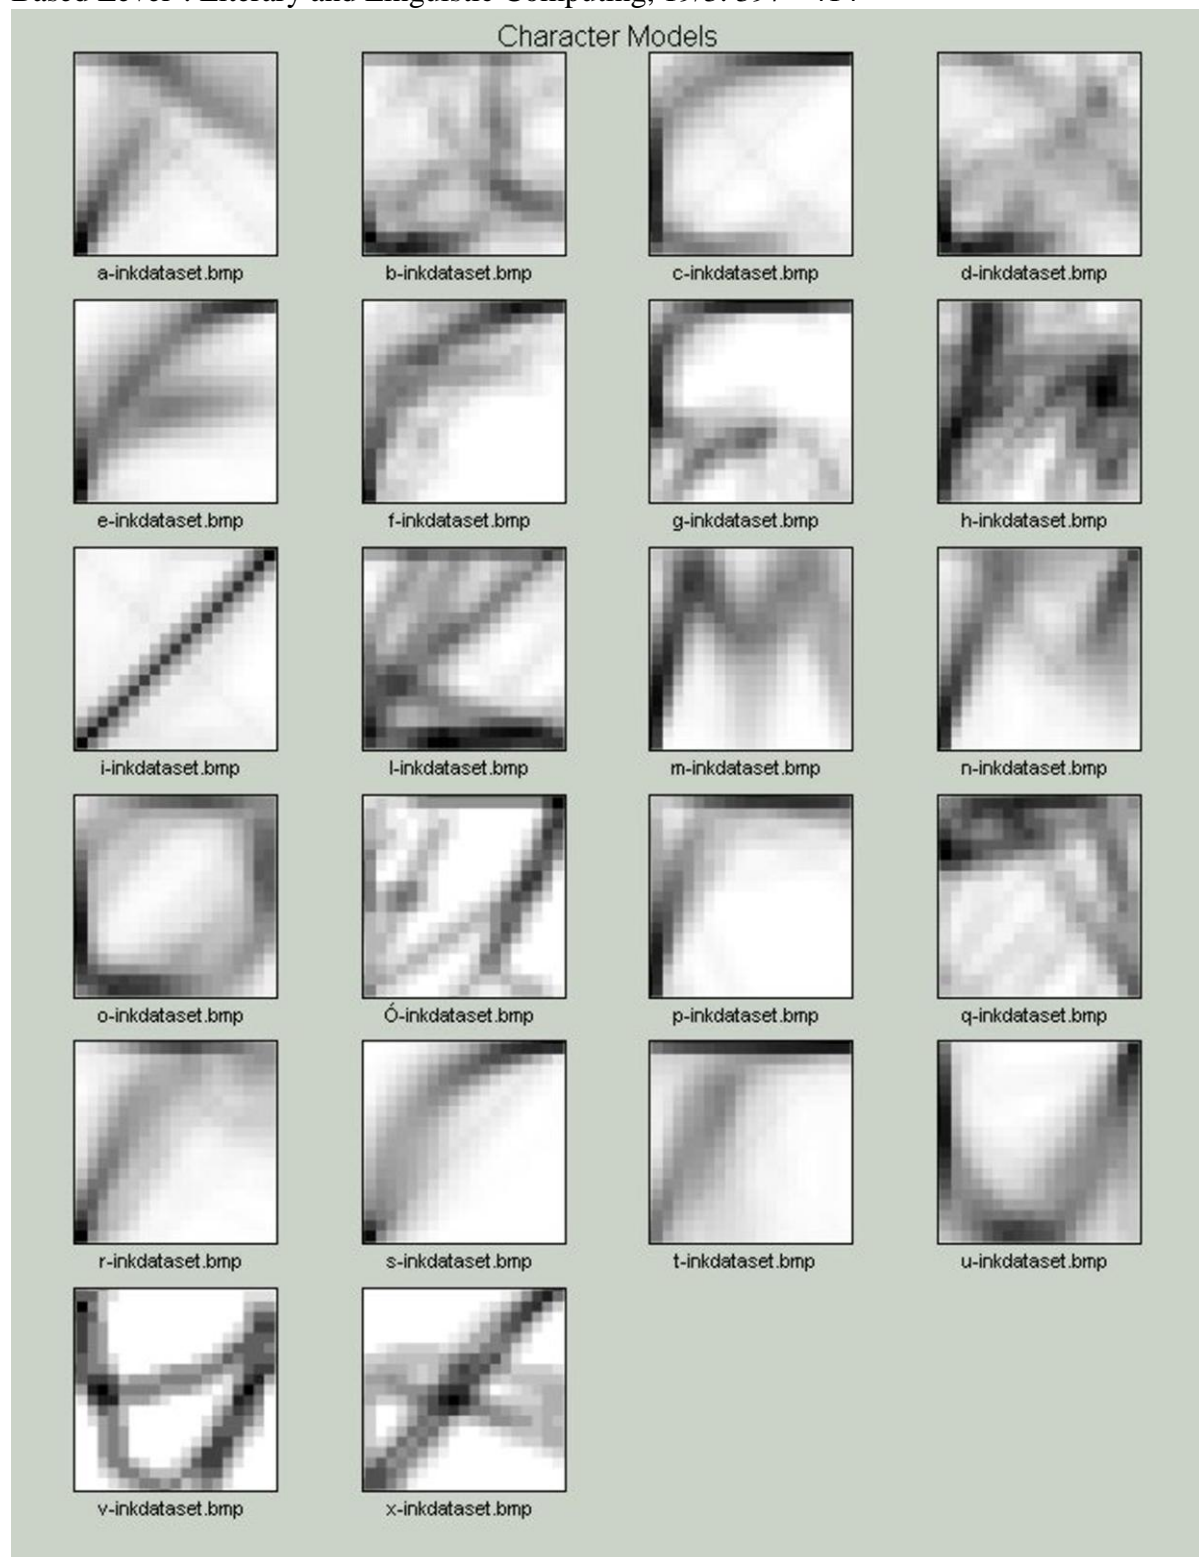 Character Models
a-inkdataset.bmp b-inkdataset.bmp c-inkdataset.bmp d-inkdataset.bmp
e-inkdataset.bmp f-inkdataset.bmp g-inkdataset.bmp h-inkdataset.bmp
i-inkdataset.bmp l-inkdataset.bmp m-inkdataset.bmp n-inkdataset.bmp
o-inkdataset.bmp Ó-inkdataset.bmp p-inkdataset.bmp q-inkdataset.bmp
r-inkdataset.bmp s-inkdataset.bmp t-inkdataset.bmp u-inkdataset.bmp
v-inkdataset.bmp x-inkdataset.bmp